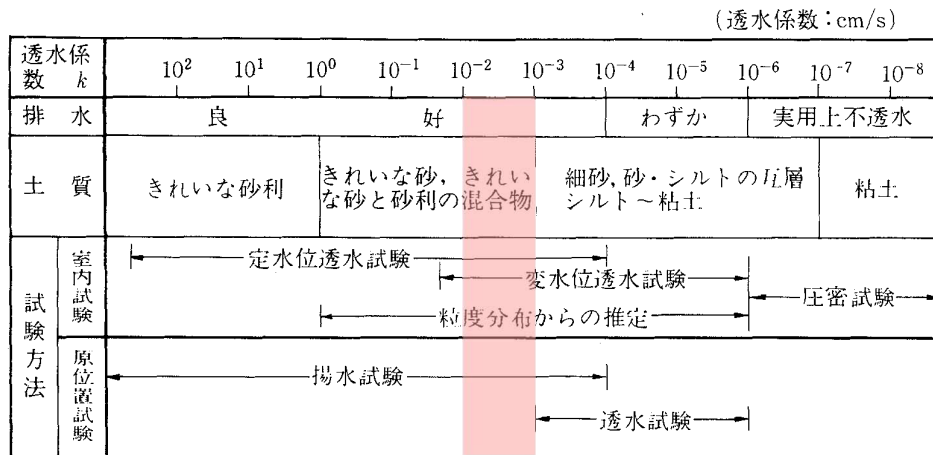 (透水係数:cm/s)
透水係数 k 10² 10¹ 10⁰ 10⁻¹ 10⁻² 10⁻³ 10⁻⁴ 10⁻⁵ 10⁻⁶ 10⁻⁷ 10⁻⁸
排水 良 好 わずか 実用上不透水
土質
きれいな砂利
きれいな砂,きれい
な砂と砂利の混合物
細砂,砂・シルトの互層
シルト~粘土
粘土
試験方法
室内試験
定水位透水試験
変水位透水試験
圧密試験
粒度分布からの推定
原位置試験
揚水試験
透水試験